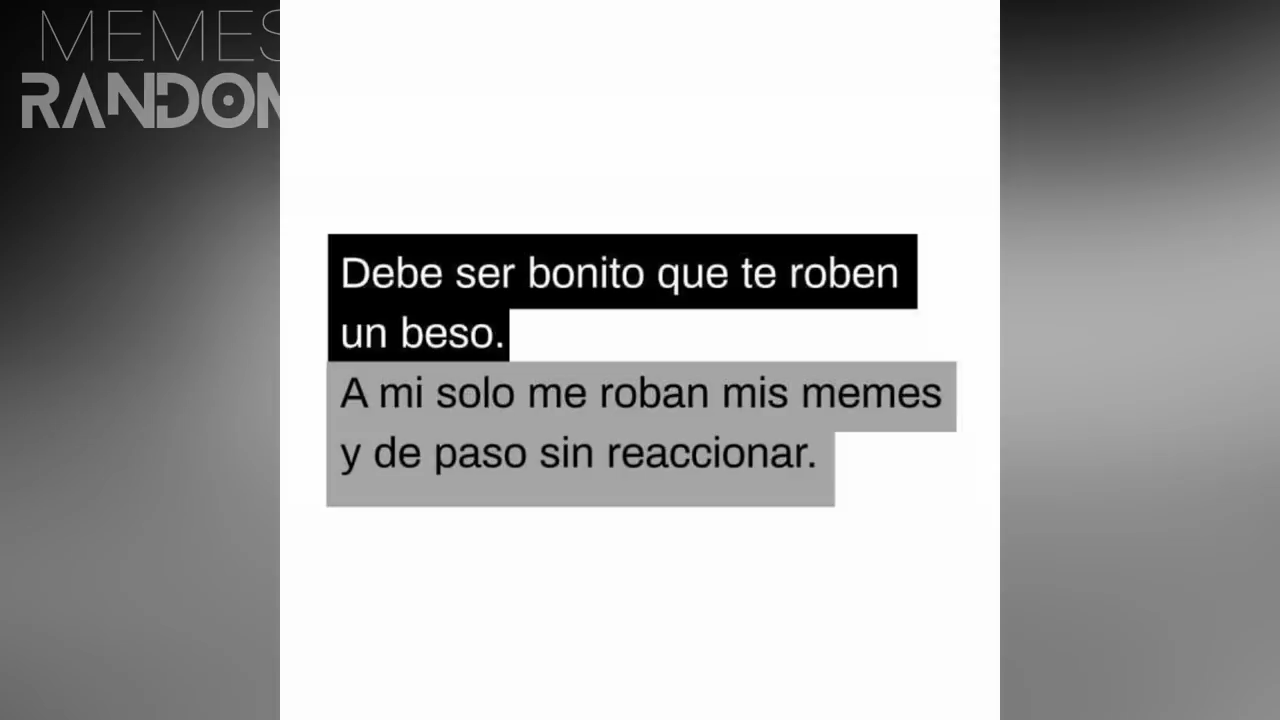 MEMES
RANDOM
Debe ser bonito que te roben
un beso.
A mi solo me roban mis memes
y de paso sin reaccionar.